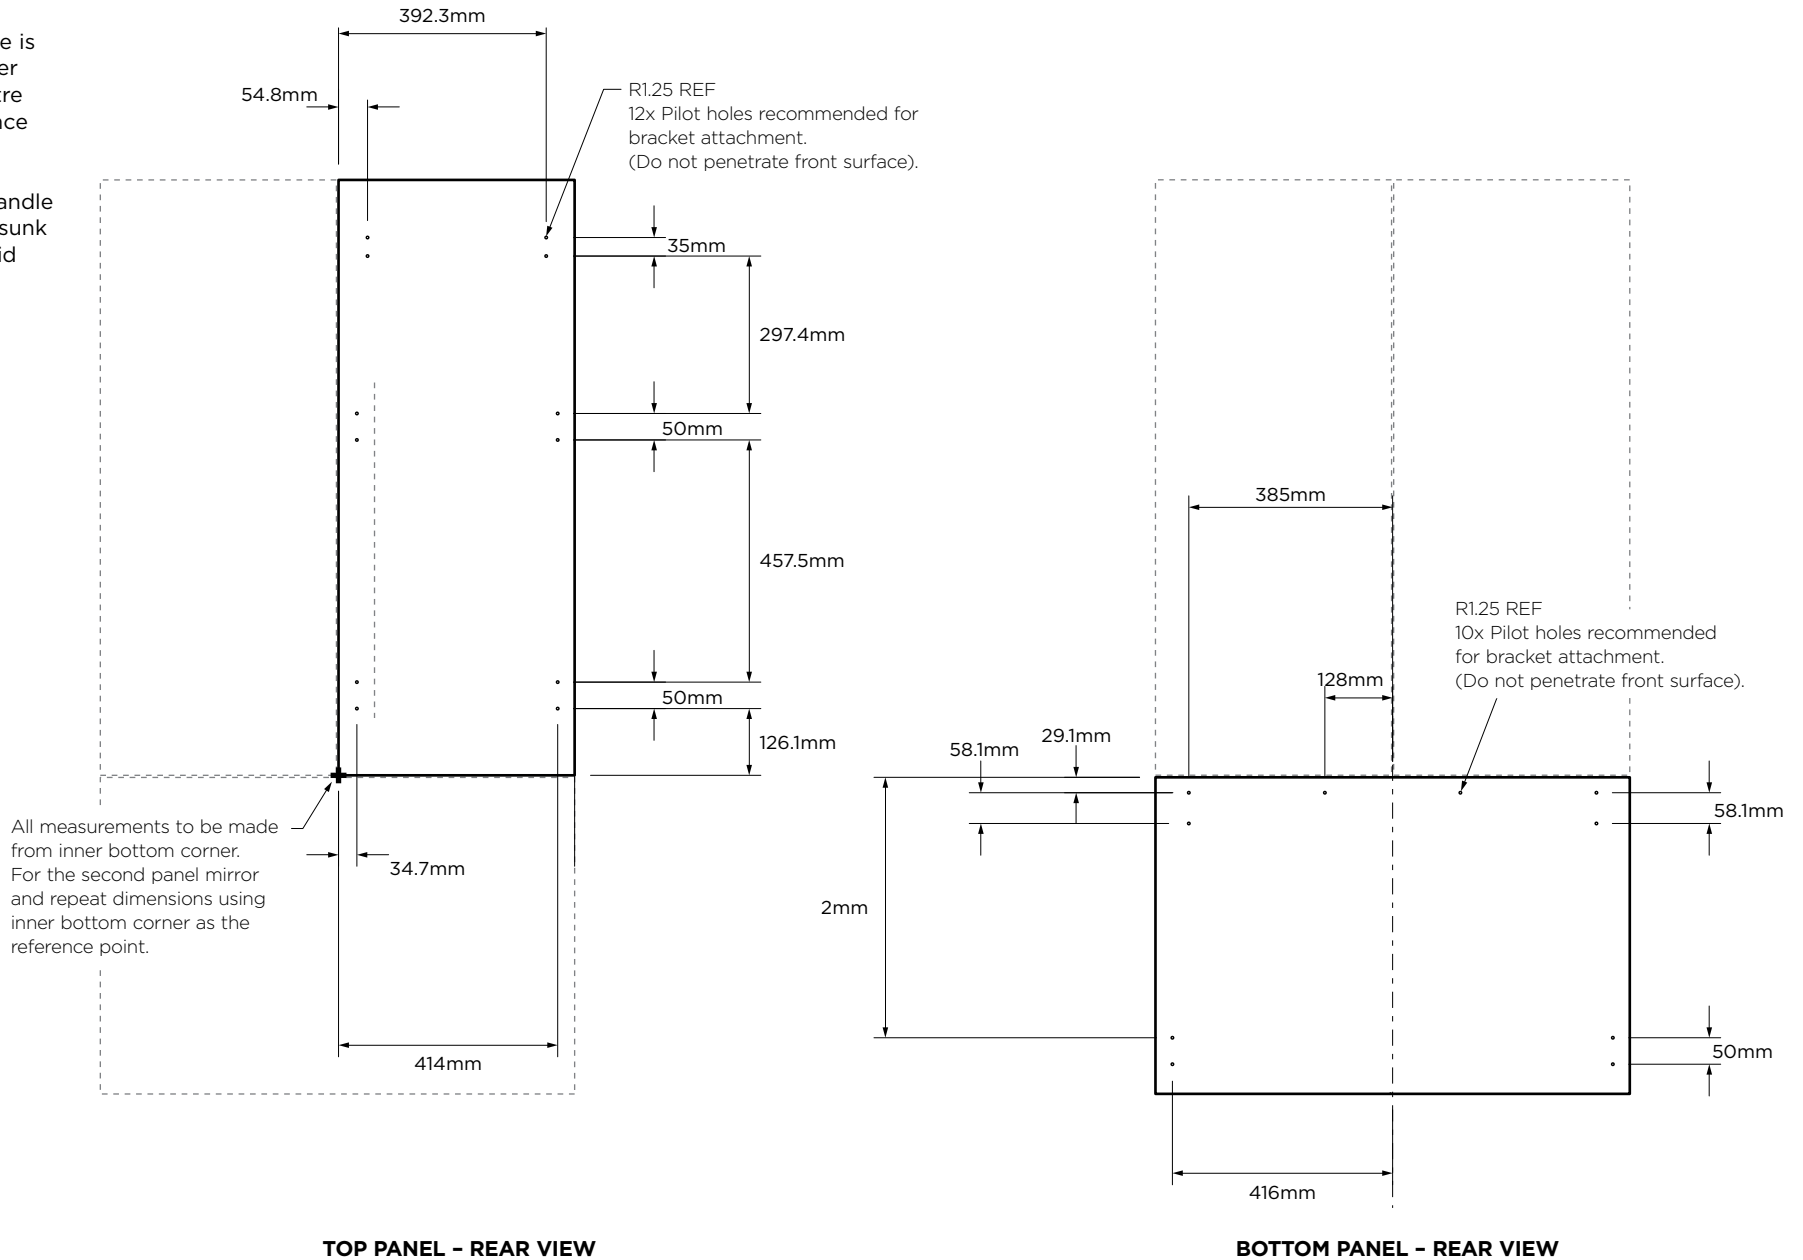 e is
er
tre
nce
andle
sunk
id
392.3mm
54.8mm
R1.25 REF
12x Pilot holes recommended for
bracket attachment.
(Do not penetrate front surface).
35mm
297.4mm
50mm
457.5mm
50mm
126.1mm
All measurements to be made
from inner bottom corner.
For the second panel mirror
and repeat dimensions using
inner bottom corner as the
reference point.
34.7mm
414mm
TOP PANEL – REAR VIEW
385mm
R1.25 REF
10x Pilot holes recommended
for bracket attachment.
(Do not penetrate front surface).
128mm
29.1mm
58.1mm
58.1mm
2mm
50mm
416mm
BOTTOM PANEL – REAR VIEW